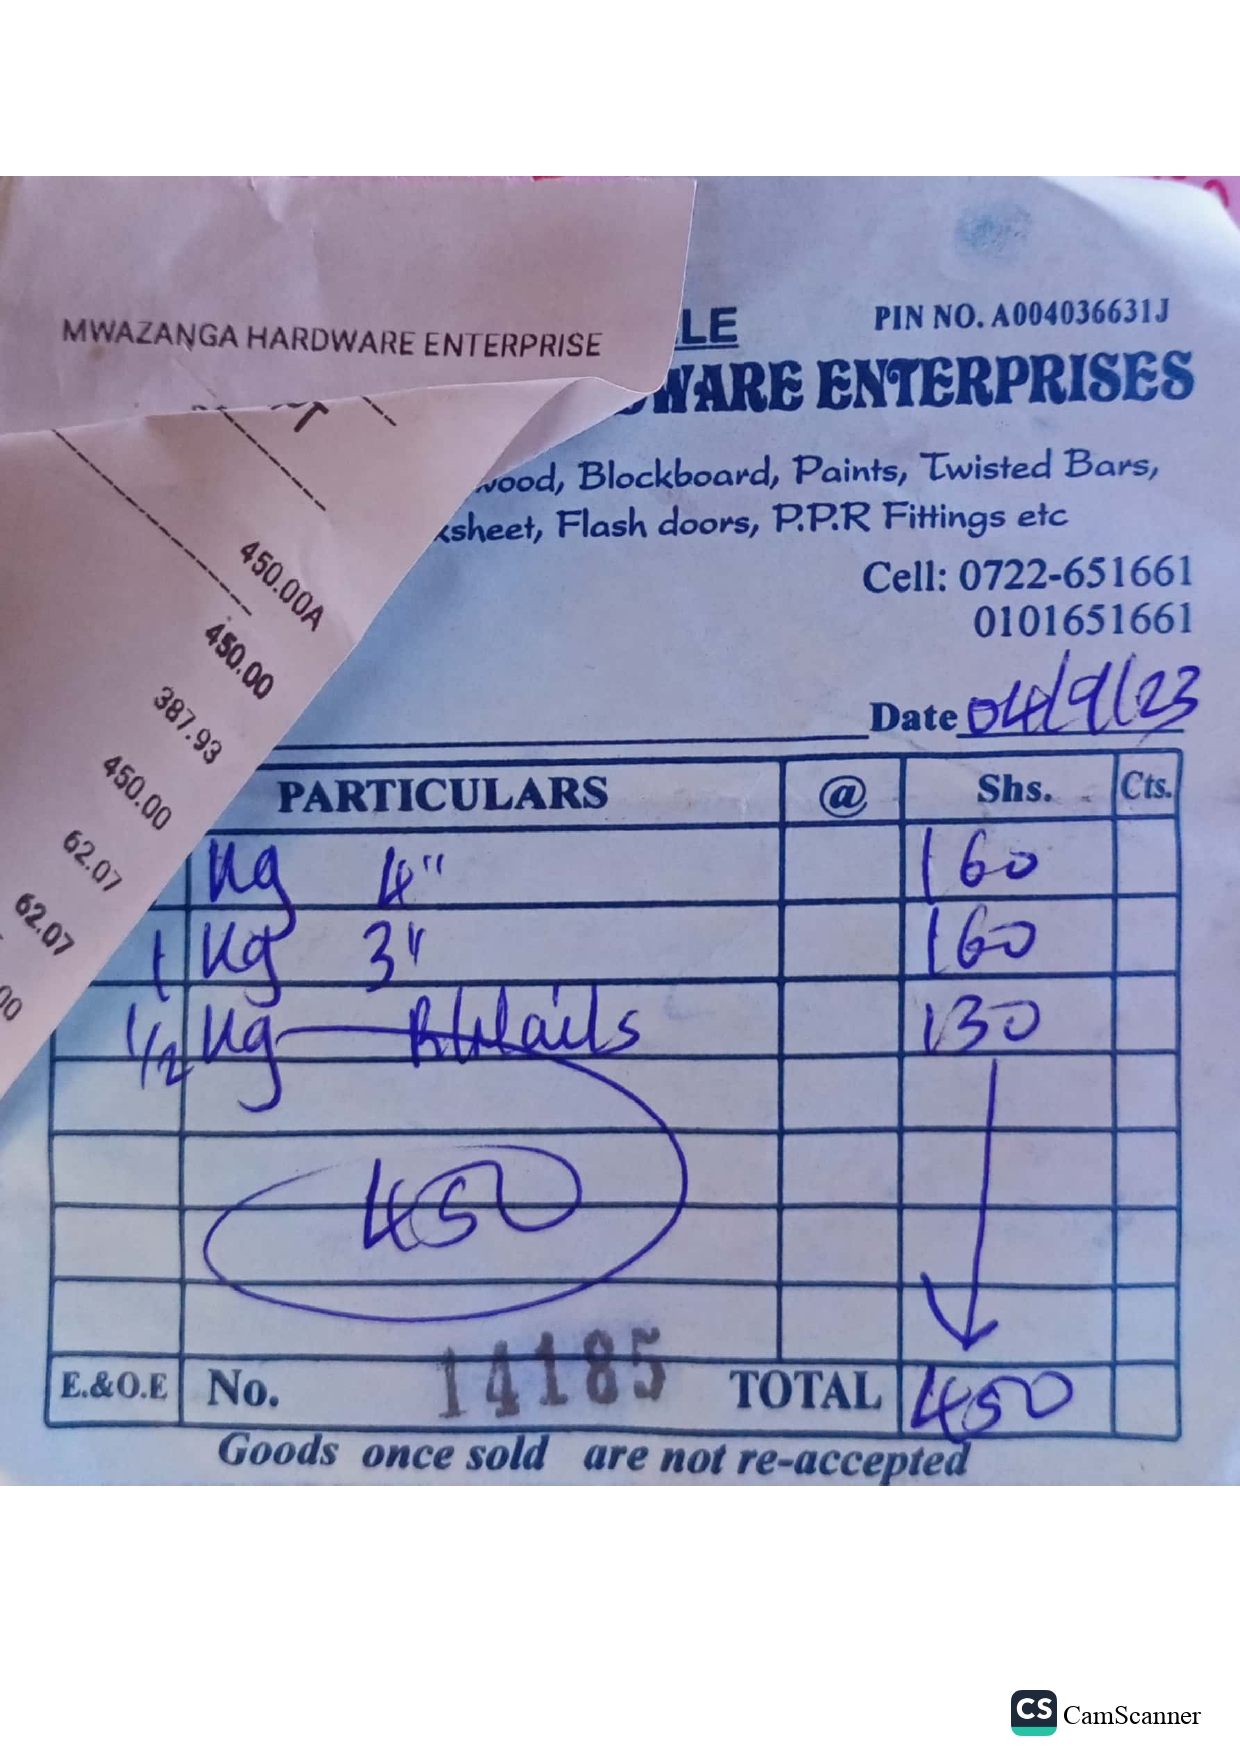 MWAZANGA HARDWARE ENTERPRISE
LE
PIN NO. A004036631J
WARE ENTERPRISES
wood, Blockboard, Paints, Twisted Bars,
ksheet, Flash doors, P.P.R Fittings etc
Cell: 0722-651661
0101651661
Date 04/9/23
450.00A
450.00
387.93
450.00
62.07
62.07
00
PARTICULARS @ Shs. Cts.
Kg 4" 160
1 Kg 3" 160
1/2 Kg 130
450
E.&O.E No. 14185 TOTAL 450
Goods once sold are not re-accepted
CS CamScanner